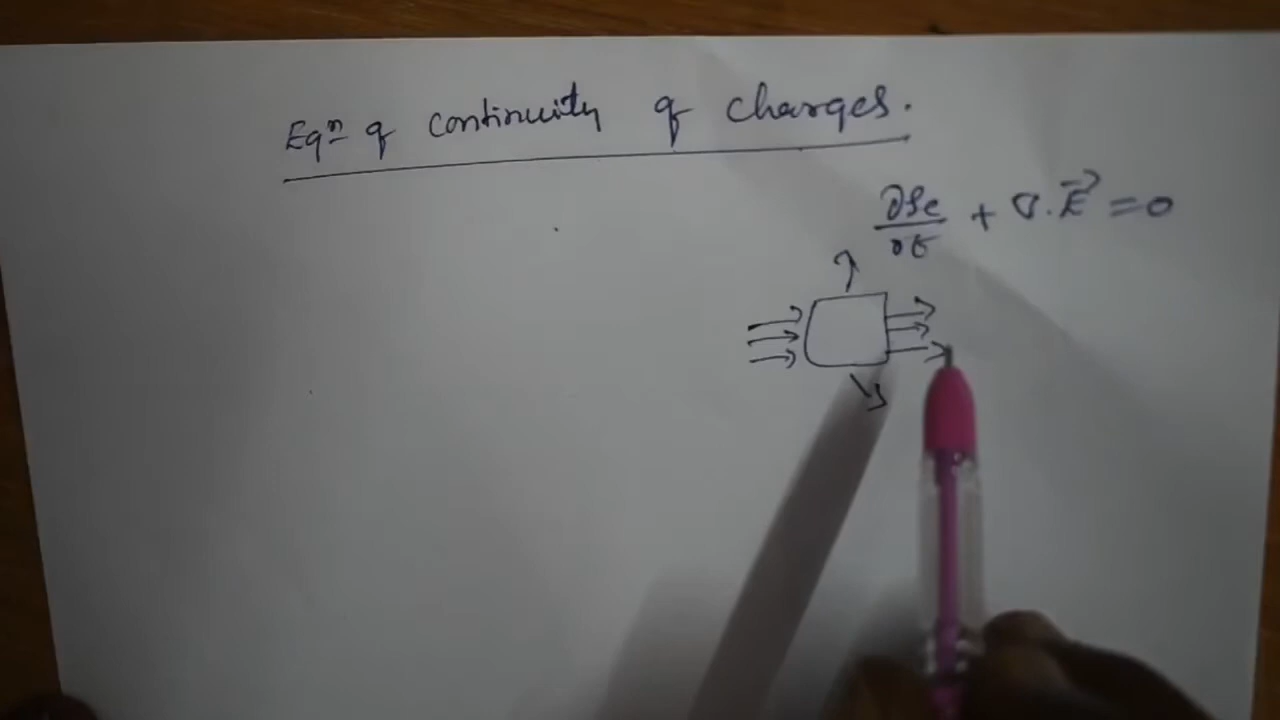 Eqⁿ of continuity of charges.
∂ρe/∂t + ∇.E⃗ = 0